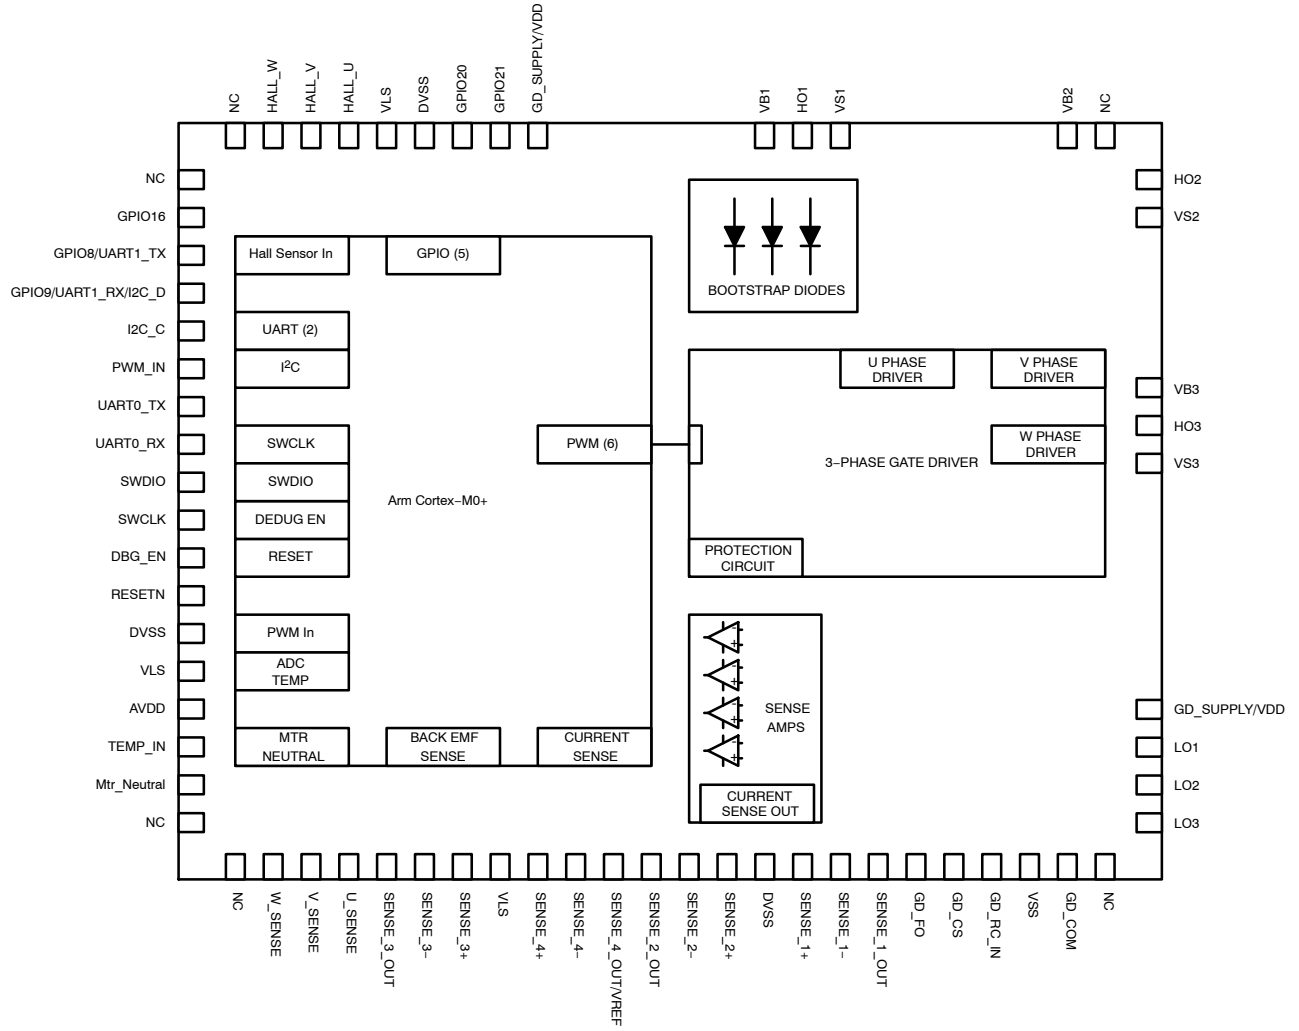 NC
HALL_W
HALL_V
HALL_U
VLS
DVSS
GPIO20
GPIO21
GD_SUPPLY/VDD
VB1
HO1
VS1
VB2
NC
NC
GPIO16
GPIO8/UART1_TX
GPIO9/UART1_RX/I2C_D
I2C_C
PWM_IN
UART0_TX
UART0_RX
SWDIO
SWCLK
DBG_EN
RESETN
DVSS
VLS
AVDD
TEMP_IN
Mtr_Neutral
NC
Hall Sensor In
GPIO (5)
UART (2)
I2C
SWCLK
SWDIO
DEDUG EN
RESET
PWM In
ADC
TEMP
MTR
NEUTRAL
BACK EMF
SENSE
CURRENT
SENSE
PWM (6)
Arm Cortex−M0+
BOOTSTRAP DIODES
U PHASE
DRIVER
V PHASE
DRIVER
W PHASE
DRIVER
3−PHASE GATE DRIVER
PROTECTION
CIRCUIT
-
+
-
+
-
+
-
+
SENSE
AMPS
CURRENT
SENSE OUT
HO2
VS2
VB3
HO3
VS3
GD_SUPPLY/VDD
LO1
LO2
LO3
NC
W_SENSE
V_SENSE
U_SENSE
SENSE_3_OUT
SENSE_3−
SENSE_3+
VLS
SENSE_4+
SENSE_4−
SENSE_4_OUT/VREF
SENSE_2_OUT
SENSE_2−
SENSE_2+
DVSS
SENSE_1+
SENSE_1−
SENSE_1_OUT
GD_FO
GD_CS
GD_RC_IN
VSS
GD_COM
NC